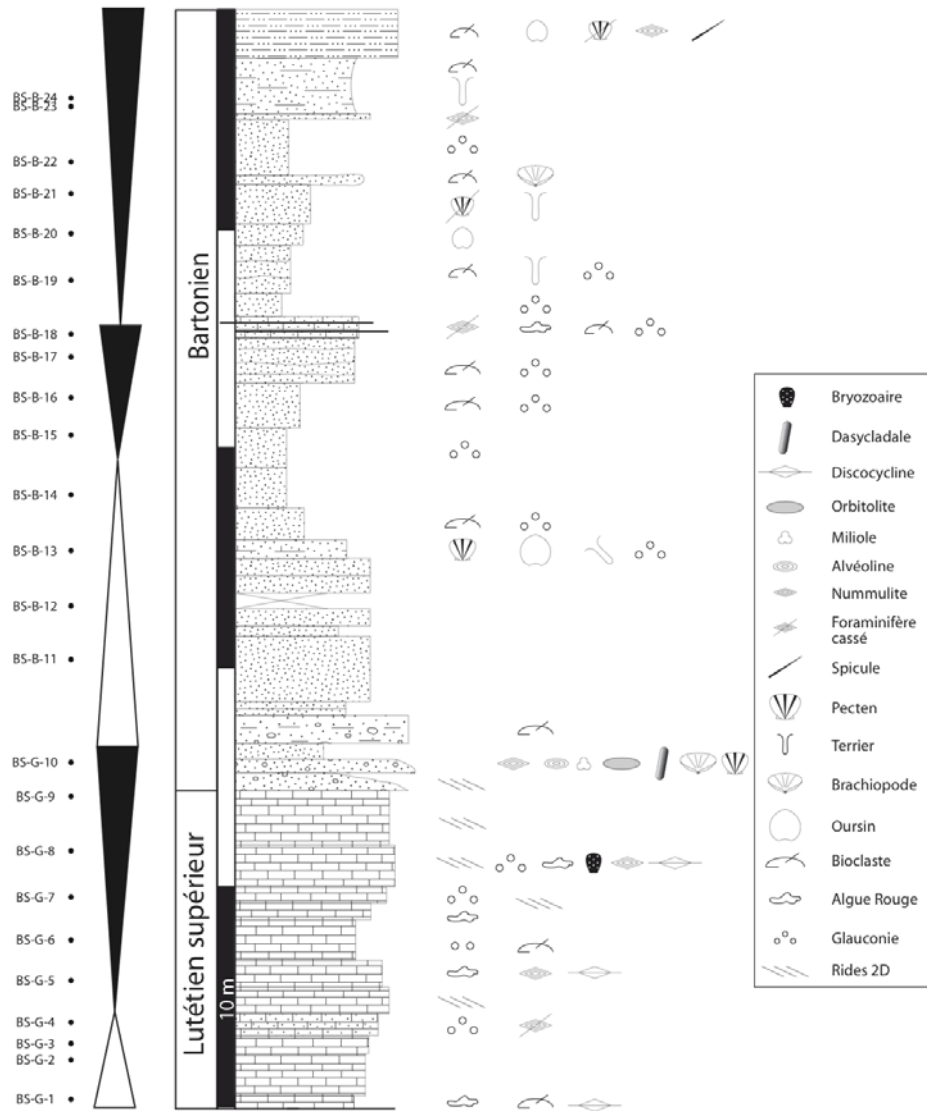 BS-B-24
BS-B-23
BS-B-22
BS-B-21
BS-B-20
BS-B-19
BS-B-18
BS-B-17
BS-B-16
BS-B-15
BS-B-14
BS-B-13
BS-B-12
BS-B-11
BS-G-10
BS-G-9
BS-G-8
BS-G-7
BS-G-6
BS-G-5
BS-G-4
BS-G-3
BS-G-2
BS-G-1
Bartonien
Lutétien supérieur
10 m
Bryozoaire
Dasycladale
Discocycline
Orbitolite
Miliole
Alvéoline
Nummulite
Foraminifère
cassé
Spicule
Pecten
Terrier
Brachiopode
Oursin
Bioclaste
Algue Rouge
Glauconie
Rides 2D